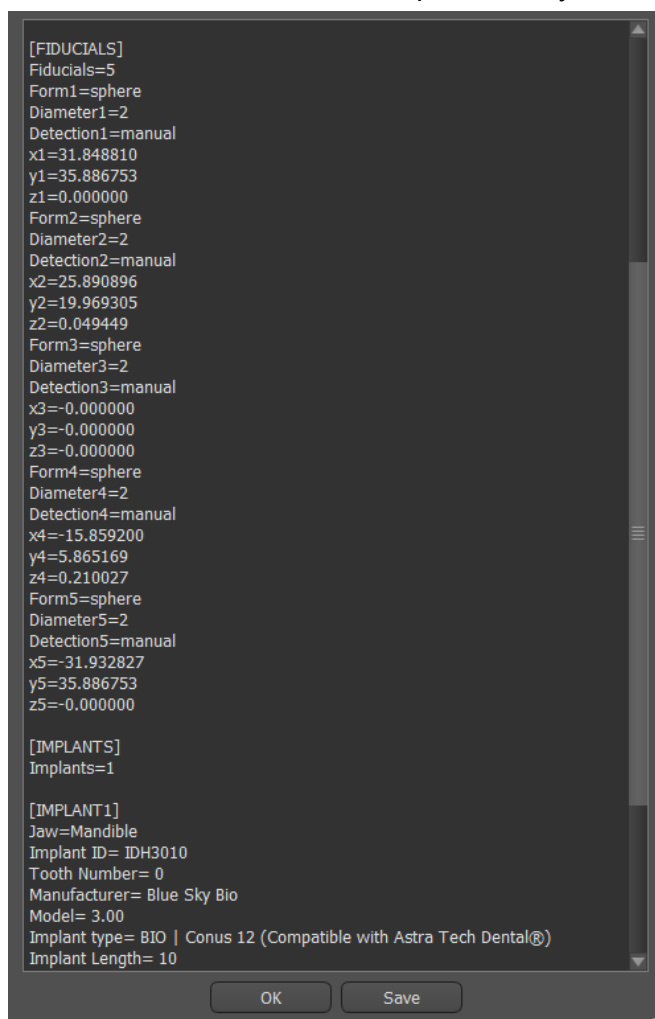 [FIDUCIALS]
Fiducials=5
Form1=sphere
Diameter1=2
Detection1=manual
x1=31.848810
y1=35.886753
z1=0.000000
Form2=sphere
Diameter2=2
Detection2=manual
x2=25.890896
y2=19.969305
z2=0.049449
Form3=sphere
Diameter3=2
Detection3=manual
x3=-0.000000
y3=-0.000000
z3=-0.000000
Form4=sphere
Diameter4=2
Detection4=manual
x4=-15.859200
y4=5.865169
z4=0.210027
Form5=sphere
Diameter5=2
Detection5=manual
x5=-31.932827
y5=35.886753
z5=-0.000000
[IMPLANTS]
Implants=1
[IMPLANT1]
Jaw=Mandible
Implant ID= IDH3010
Tooth Number= 0
Manufacturer= Blue Sky Bio
Model= 3.00
Implant type= BIO | Conus 12 (Compatible with Astra Tech Dental®)
Implant Length= 10
OK Save